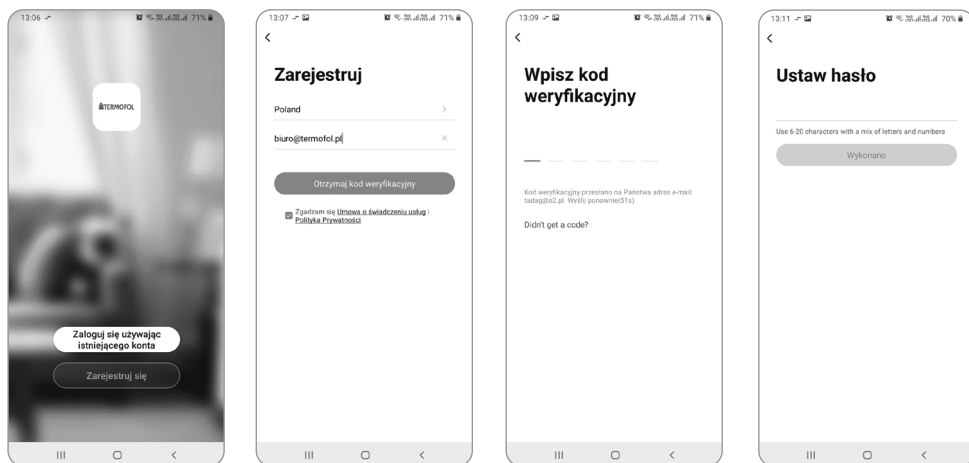 13:06
71%
TERMOFOL
Zaloguj się używając
istniejącego konta
Zarejestruj się
13:07
71%
Zarejestruj
Poland
biuro@termofol.pl
Otrzymaj kod weryfikacyjny
Zgadzam się Umowa o świadczeniu usług i
Polityka Prywatności
13:09
71%
Wpisz kod
weryfikacyjny
Kod weryfikacyjny przesłano na Państwa adres e-mail:
tadag@o2.pl Wyślij ponownie(51s)
Didn't get a code?
13:11
70%
Ustaw hasło
Use 6-20 characters with a mix of letters and numbers
Wykonano